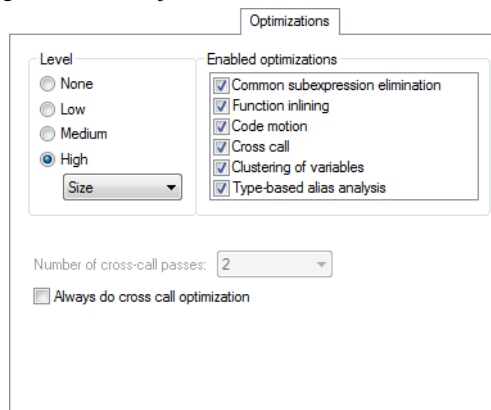 Optimizations
Level
None
Low
Medium
High
Size
Enabled optimizations
Common subexpression elimination
Function inlining
Code motion
Cross call
Clustering of variables
Type-based alias analysis
Number of cross-call passes: 2
Always do cross call optimization